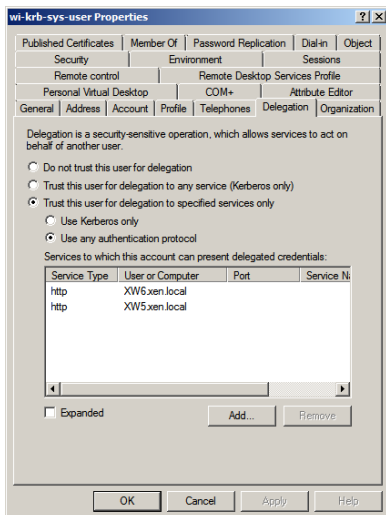 wi-krb-sys-user Properties
Published Certificates Member Of Password Replication Dial-in Object
Security Environment Sessions
Remote control Remote Desktop Services Profile
Personal Virtual Desktop COM+ Attribute Editor
General Address Account Profile Telephones Delegation Organization
Delegation is a security-sensitive operation, which allows services to act on
behalf of another user.
Do not trust this user for delegation
Trust this user for delegation to any service (Kerberos only)
Trust this user for delegation to specified services only
Use Kerberos only
Use any authentication protocol
Services to which this account can present delegated credentials:
Service Type User or Computer Port Service Na
http XW6.xen.local
http XW5.xen.local
Expanded Add... Remove
OK Cancel Apply Help